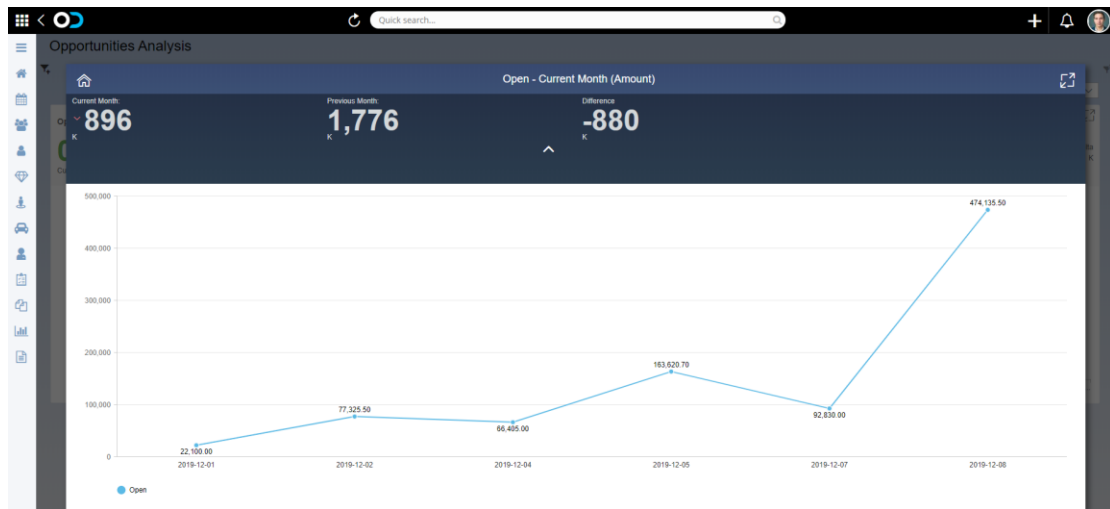 Quick search...
Opportunities Analysis
Open - Current Month (Amount)
Current Month:
896
K
Previous Month:
1,776
K
Difference
-880
K
500,000
400,000
300,000
200,000
100,000
0
22,100.00
77,325.50
66,405.00
163,620.70
92,830.00
474,135.50
2019-12-01
2019-12-02
2019-12-04
2019-12-05
2019-12-07
2019-12-08
Open